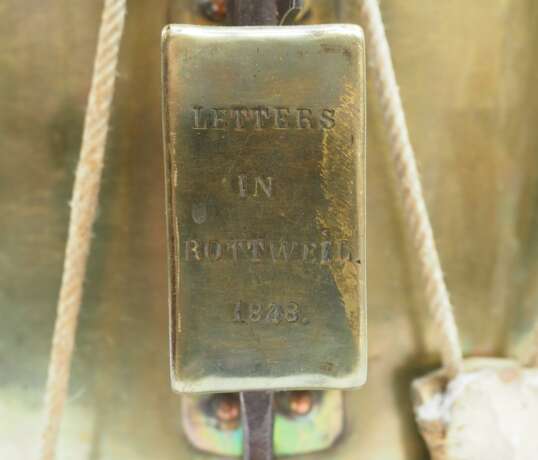 LETTERS
IN
ROTTWEIL
1848.